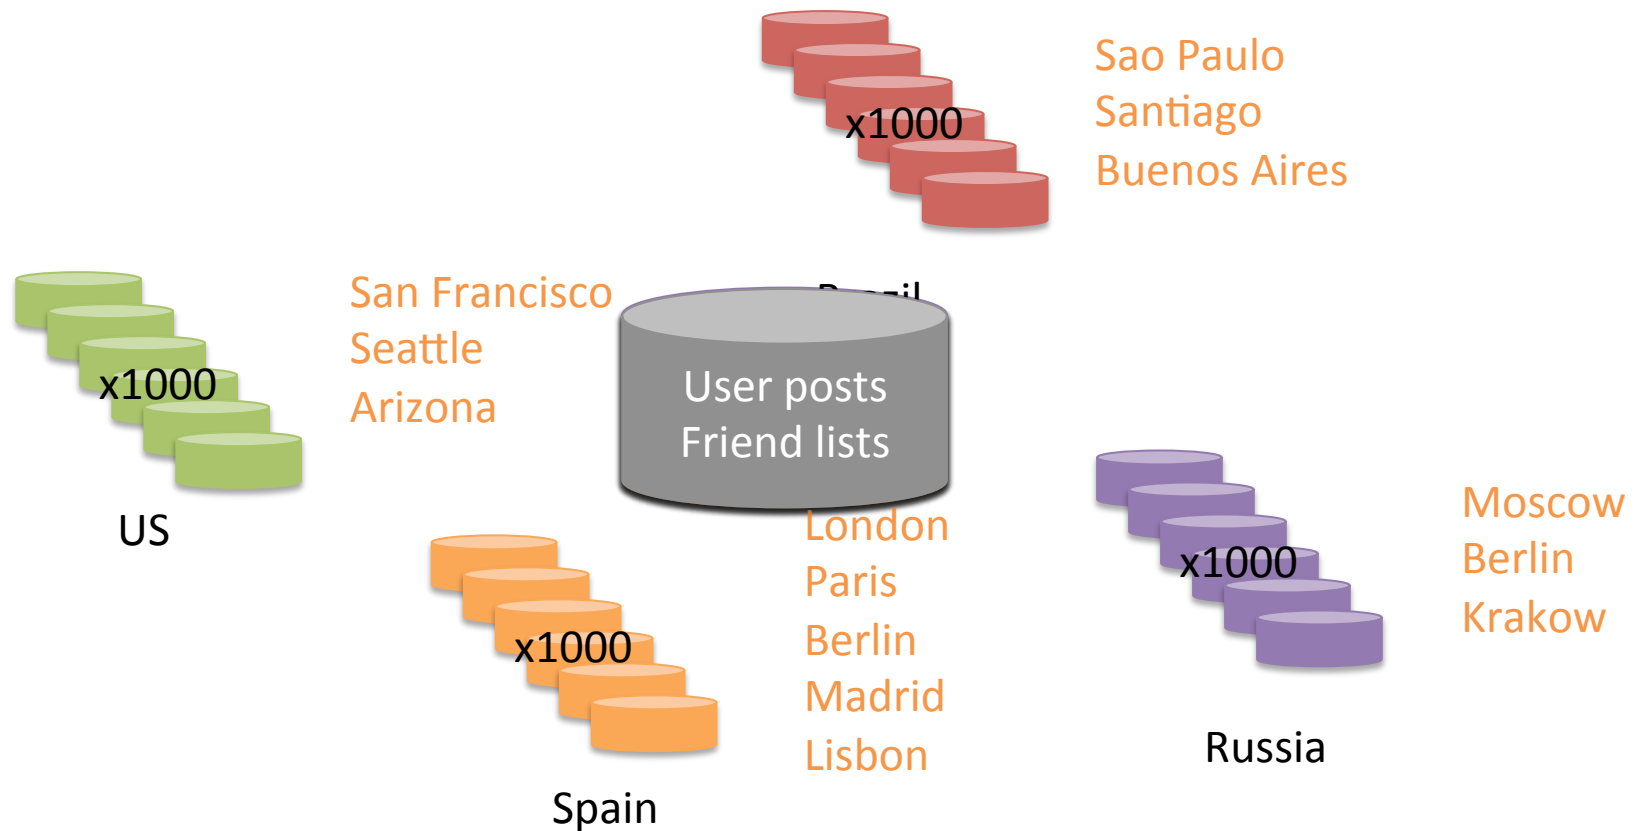 x1000
Sao Paulo
Santiago
Buenos Aires
x1000
US
San Francisco
Seattle
Arizona
User posts
Friend lists
x1000
Spain
London
Paris
Berlin
Madrid
Lisbon
x1000
Russia
Moscow
Berlin
Krakow